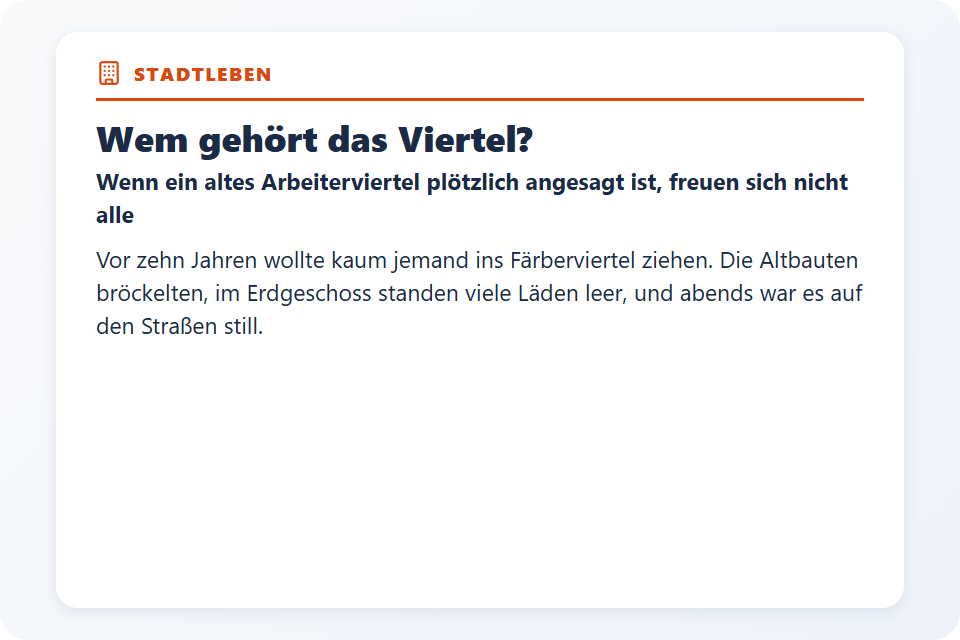 STADTLEBEN
Wem gehört das Viertel?
Wenn ein altes Arbeiterviertel plötzlich angesagt ist, freuen sich nicht
alle
Vor zehn Jahren wollte kaum jemand ins Färberviertel ziehen. Die Altbauten
bröckelten, im Erdgeschoss standen viele Läden leer, und abends war es auf
den Straßen still.